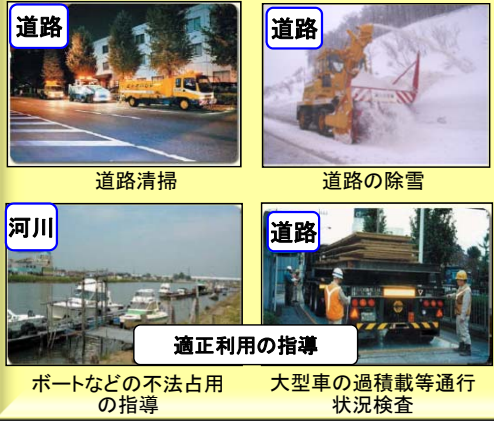 道路
道路
道路清掃
道路の除雪
河川
道路
適正利用の指導
ボートなどの不法占用
の指導
大型車の過積載等通行
状況検査